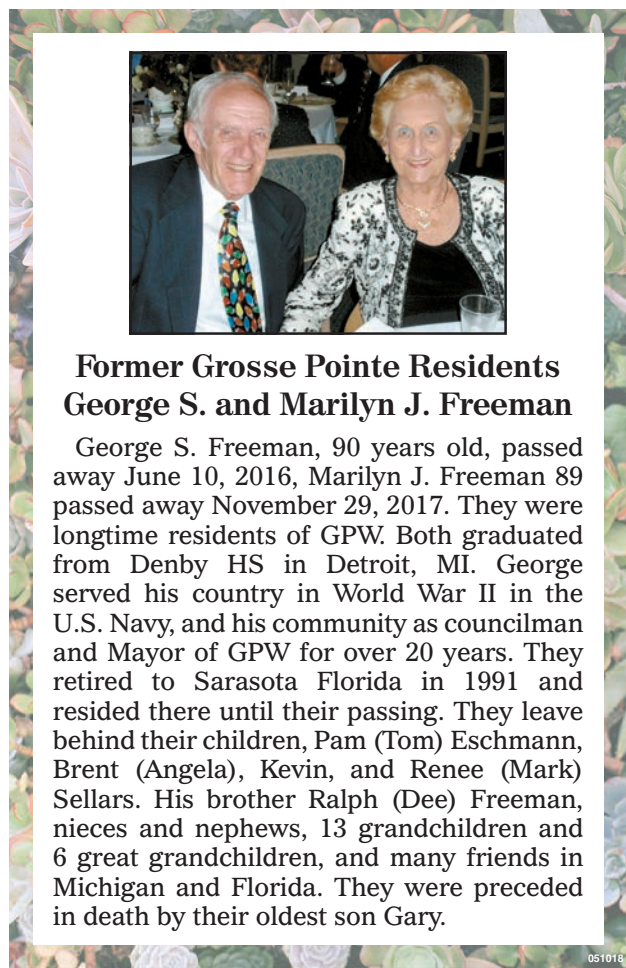 Former Grosse Pointe Residents
George S. and Marilyn J. Freeman
George S. Freeman, 90 years old, passed
away June 10, 2016, Marilyn J. Freeman 89
passed away November 29, 2017. They were
longtime residents of GPW. Both graduated
from Denby HS in Detroit, MI. George
served his country in World War II in the
U.S. Navy, and his community as councilman
and Mayor of GPW for over 20 years. They
retired to Sarasota Florida in 1991 and
resided there until their passing. They leave
behind their children, Pam (Tom) Eschmann,
Brent (Angela), Kevin, and Renee (Mark)
Sellars. His brother Ralph (Dee) Freeman,
nieces and nephews, 13 grandchildren and
6 great grandchildren, and many friends in
Michigan and Florida. They were preceded
in death by their oldest son Gary.
051018